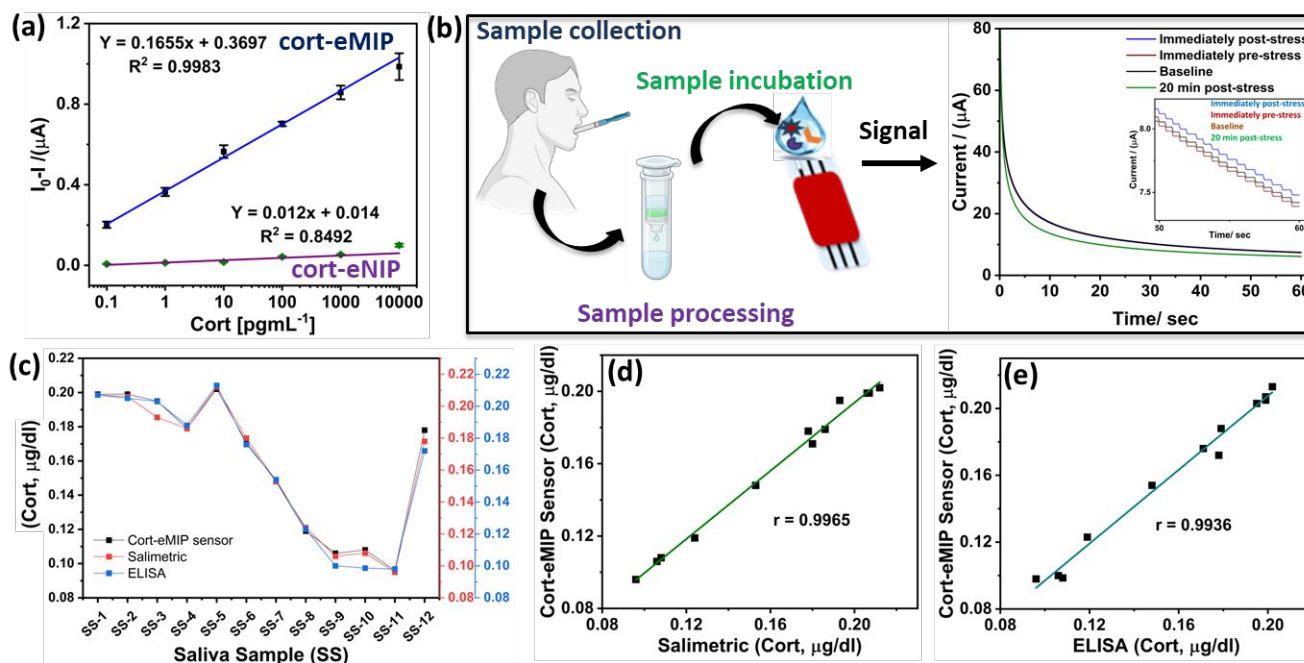 (a)
1.2
0.8
0.4
0.0
I₀-I /(μA)
Y = 0.1655x + 0.3697
R² = 0.9983
cort-eMIP
Y = 0.012x + 0.014
R² = 0.8492
cort-eNIP
0.1 1 10 100 1000 10000
Cort [pgmL⁻¹]
(b)
Sample collection
Sample incubation
Sample processing
Signal
80
60
40
20
0
Current / (μA)
Immediately post-stress
Immediately pre-stress
Baseline
20 min post-stress
Immediately post-stress
Immediately pre-stress
Baseline
20 min post-stress
8.0
7.5
Current / (μA)
50 60
Time/ sec
0 10 20 30 40 50 60
Time/ sec
(c)
0.22
0.20
0.18
0.16
0.14
0.12
0.10
0.08
(Cort, μg/dl)
Cort-eMIP sensor
Salimetric
ELISA
0.22
0.20
0.18
0.16
0.14
0.12
0.10
0.08
0.22
0.20
0.18
0.16
0.14
0.12
0.10
0.08
SS-1 SS-2 SS-3 SS-4 SS-5 SS-6 SS-7 SS-8 SS-9 SS-10 SS-11 SS-12
Saliva Sample (SS)
(d)
Cort-eMIP Sensor (Cort, μg/dl)
0.20
0.16
0.12
0.08
r = 0.9965
0.08 0.12 0.16 0.20
Salimetric (Cort, μg/dl)
(e)
Cort-eMIP Sensor (Cort, μg/dl)
0.20
0.16
0.12
0.08
r = 0.9936
0.08 0.12 0.16 0.20
ELISA (Cort, μg/dl)